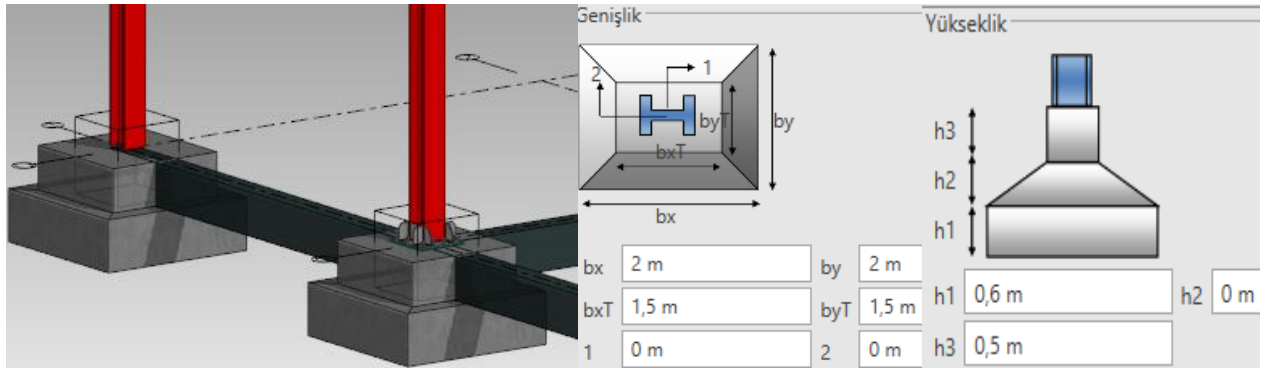 Genişlik
2
1
byT
by
bxT
bx
bx 2 m by 2 m
bxT 1,5 m byT 1,5 m
1 0 m 2 0 m
Yükseklik
h3
h2
h1
h1 0,6 m h2 0 m
h3 0,5 m